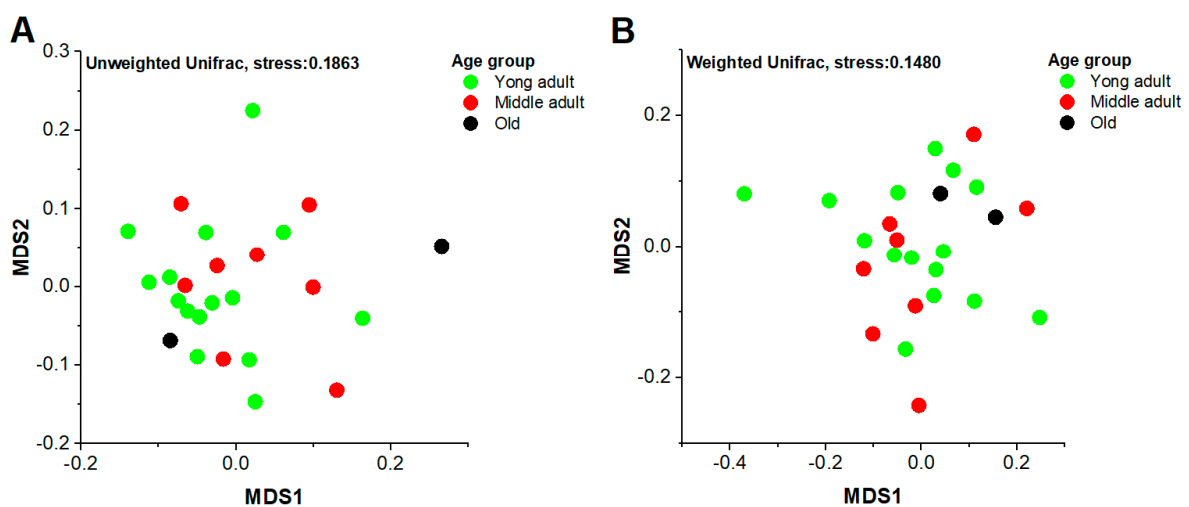 A
Unweighted Unifrac, stress:0.1863
Age group
Yong adult
Middle adult
Old
0.3
0.2
0.1
0.0
-0.1
-0.2
MDS2
-0.2
0.0
0.2
MDS1
B
Weighted Unifrac, stress:0.1480
Age group
Yong adult
Middle adult
Old
0.2
0.0
-0.2
MDS2
-0.4
-0.2
0.0
0.2
MDS1